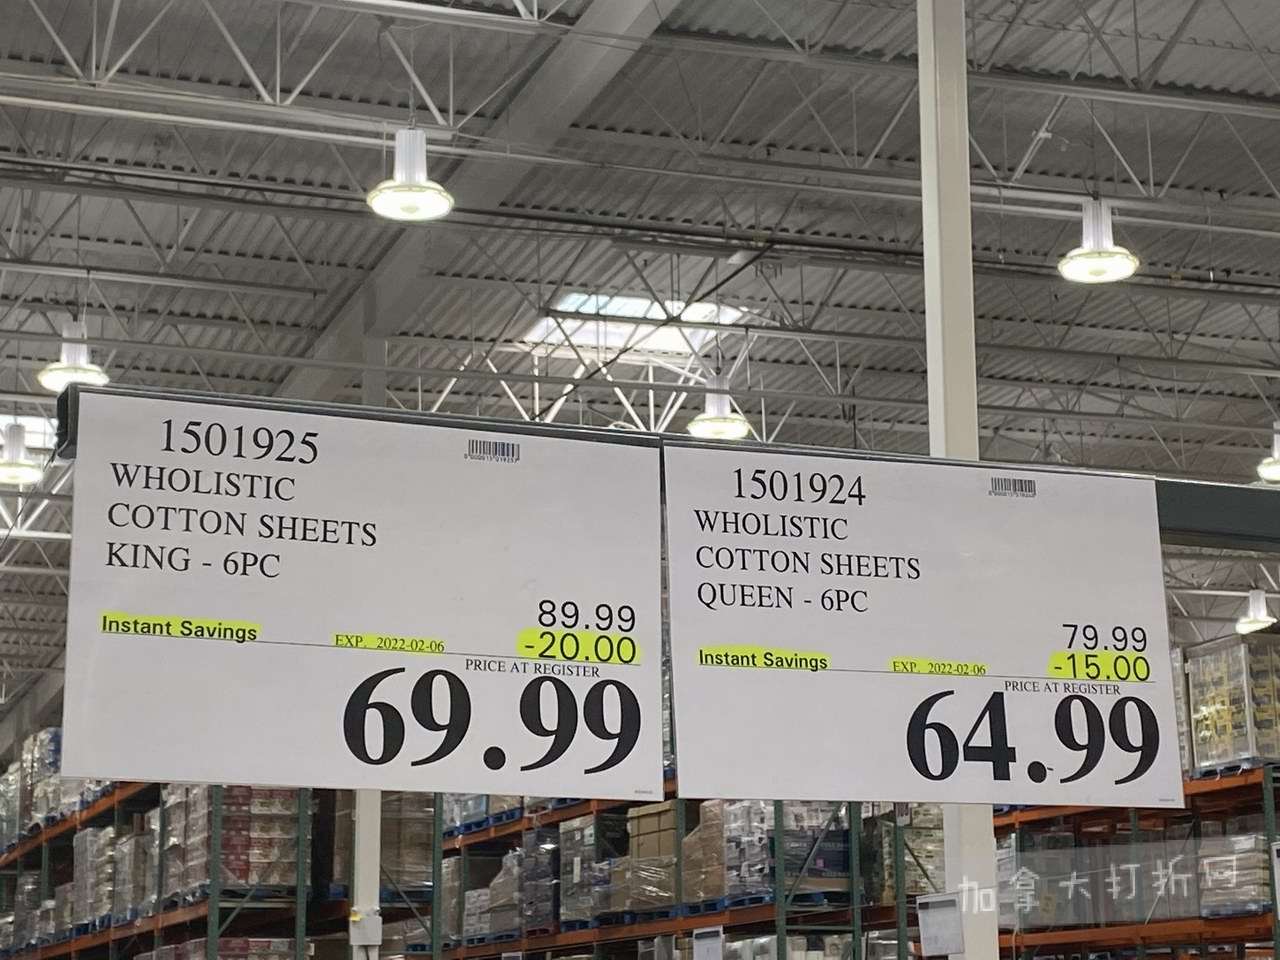 1501925
WHOLISTIC
COTTON SHEETS
KING - 6PC
89.99
Instant Savings EXP. 2022-02-06 -20.00
PRICE AT REGISTER
69.99
1501924
WHOLISTIC
COTTON SHEETS
QUEEN - 6PC
79.99
Instant Savings EXP. 2022-02-06 -15.00
PRICE AT REGISTER
64.99
加拿大打折网